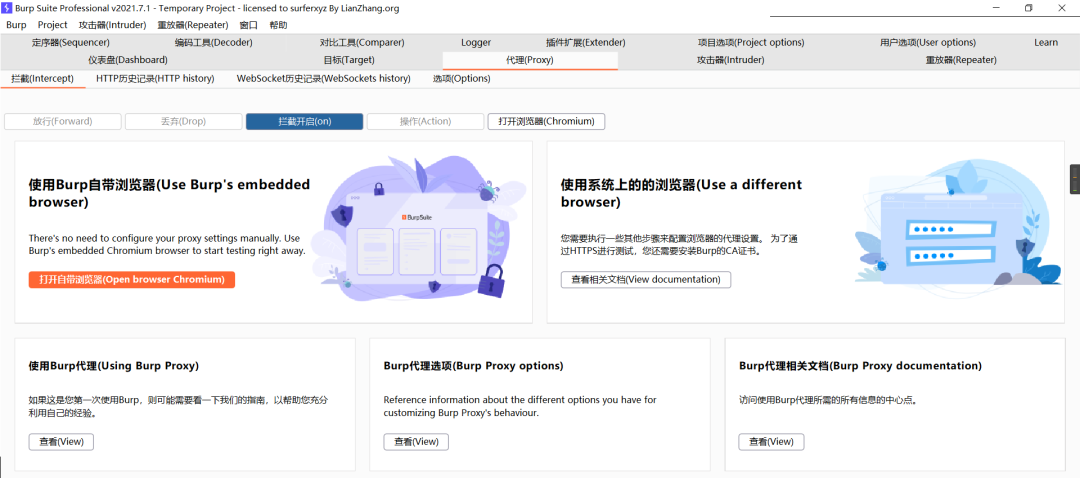 Burp Suite Professional v2021.7.1 - Temporary Project - licensed to surferxyz By LianZhang.org
Burp Project 攻击器(Intruder) 重放器(Repeater) 窗口 帮助
定序器(Sequencer) 编码工具(Decoder) 对比工具(Comparer) Logger 插件扩展(Extender) 项目选项(Project options) 用户选项(User options) Learn
仪表盘(Dashboard) 目标(Target) 代理(Proxy) 攻击器(Intruder) 重放器(Repeater)
拦截(Intercept) HTTP历史记录(HTTP history) WebSocket历史记录(WebSockets history) 选项(Options)
放行(Forward) 丢弃(Drop) 拦截开启(on) 操作(Action) 打开浏览器(Chromium)
使用Burp自带浏览器(Use Burp's embedded
browser)
There's no need to configure your proxy settings manually. Use
Burp's embedded Chromium browser to start testing right away.
打开自带浏览器(Open browser Chromium)
BurpSuite
使用系统上的的浏览器(Use a different
browser)
您需要执行一些其他步骤来配置浏览器的代理设置。 为了通
过HTTPS进行测试，您还需要安装Burp的CA证书。
查看相关文档(View documentation)
使用Burp代理(Using Burp Proxy)
如果这是您第一次使用Burp，则可能需要看一下我们的指南，以帮助您充分
利用自己的经验。
查看(View)
Burp代理选项(Burp Proxy options)
Reference information about the different options you have for
customizing Burp Proxy's behaviour.
查看(View)
Burp代理相关文档(Burp Proxy documentation)
访问使用Burp代理所需的所有信息的中心点。
查看(View)